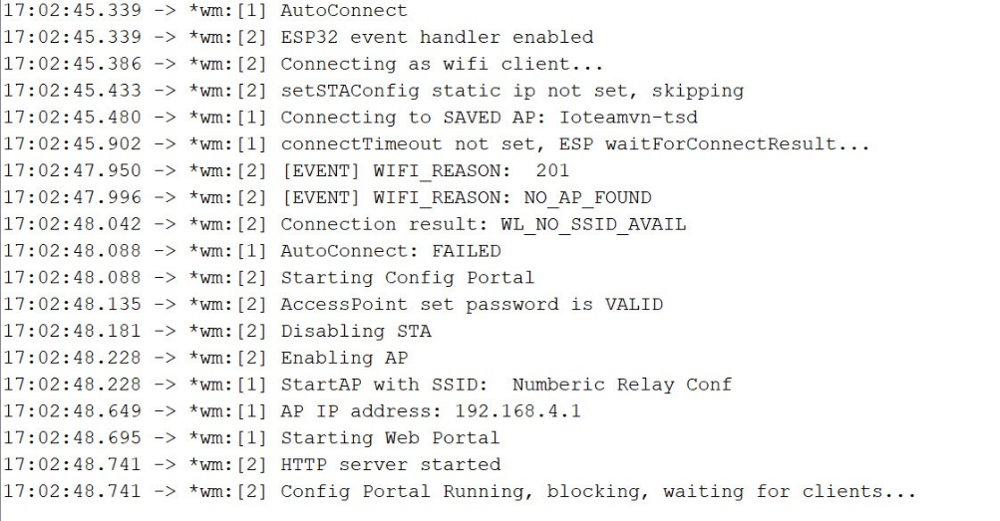 17:02:45.339 -> *wm:[1] AutoConnect
17:02:45.339 -> *wm:[2] ESP32 event handler enabled
17:02:45.386 -> *wm:[2] Connecting as wifi client...
17:02:45.433 -> *wm:[2] setSTAConfig static ip not set, skipping
17:02:45.480 -> *wm:[1] Connecting to SAVED AP: Ioteamvn-tsd
17:02:45.902 -> *wm:[1] connectTimeout not set, ESP waitForConnectResult...
17:02:47.950 -> *wm:[2] [EVENT] WIFI_REASON:  201
17:02:47.996 -> *wm:[2] [EVENT] WIFI_REASON: NO_AP_FOUND
17:02:48.042 -> *wm:[2] Connection result: WL_NO_SSID_AVAIL
17:02:48.088 -> *wm:[1] AutoConnect: FAILED
17:02:48.088 -> *wm:[2] Starting Config Portal
17:02:48.135 -> *wm:[2] AccessPoint set password is VALID
17:02:48.181 -> *wm:[2] Disabling STA
17:02:48.228 -> *wm:[2] Enabling AP
17:02:48.228 -> *wm:[1] StartAP with SSID:  Numberic Relay Conf
17:02:48.649 -> *wm:[1] AP IP address: 192.168.4.1
17:02:48.695 -> *wm:[1] Starting Web Portal
17:02:48.741 -> *wm:[2] HTTP server started
17:02:48.741 -> *wm:[2] Config Portal Running, blocking, waiting for clients...